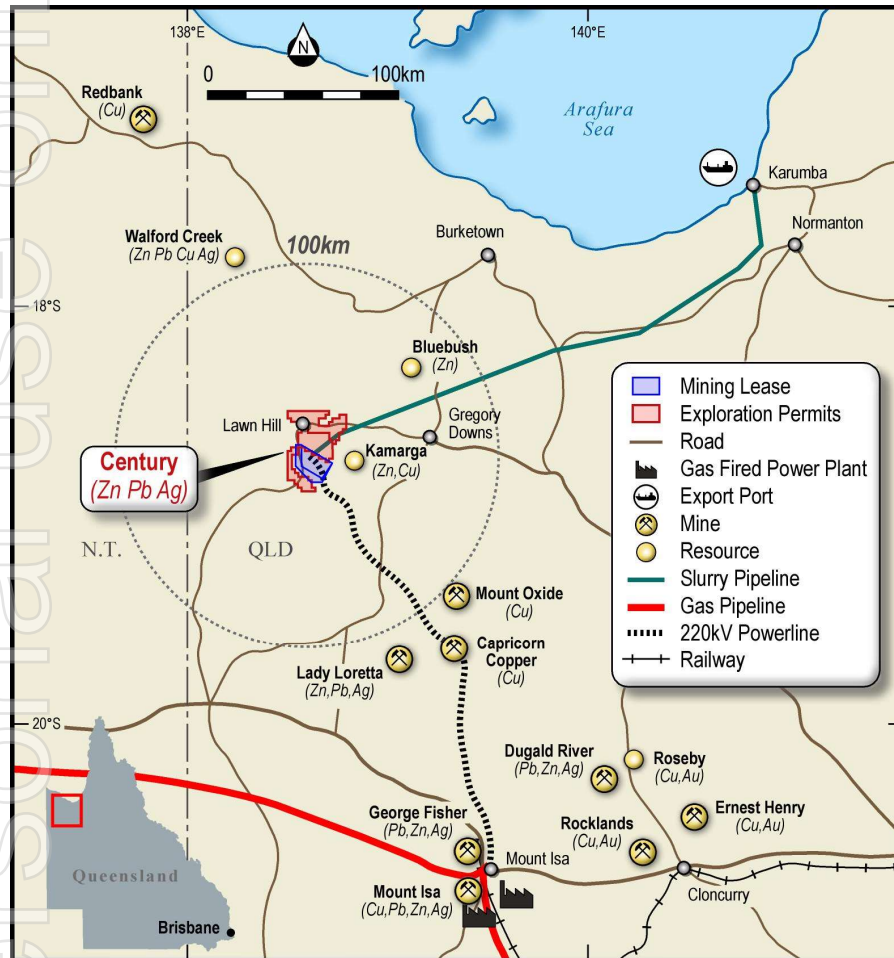 138°E
140°E
N
0
100km
Redbank
(Cu)
Arafura
Sea
Karumba
Normanton
Walford Creek
(Zn Pb Cu Ag)
100km
Burketown
18°S
Bluebush
(Zn)
Lawn Hill
Gregory
Downs
Century
(Zn Pb Ag)
Kamarga
(Zn,Cu)
N.T.
QLD
Mining Lease
Exploration Permits
Road
Gas Fired Power Plant
Export Port
Mine
Resource
Slurry Pipeline
Gas Pipeline
220kV Powerline
Railway
Mount Oxide
(Cu)
Capricorn
Copper
(Cu)
Lady Loretta
(Zn,Pb,Ag)
20°S
Dugald River
(Pb,Zn,Ag)
Roseby
(Cu,Au)
George Fisher
(Pb,Zn,Ag)
Rocklands
(Cu,Au)
Ernest Henry
(Cu,Au)
Mount Isa
Mount Isa
(Cu,Pb,Zn,Ag)
Cloncurry
Queensland
Brisbane
ersonal use on